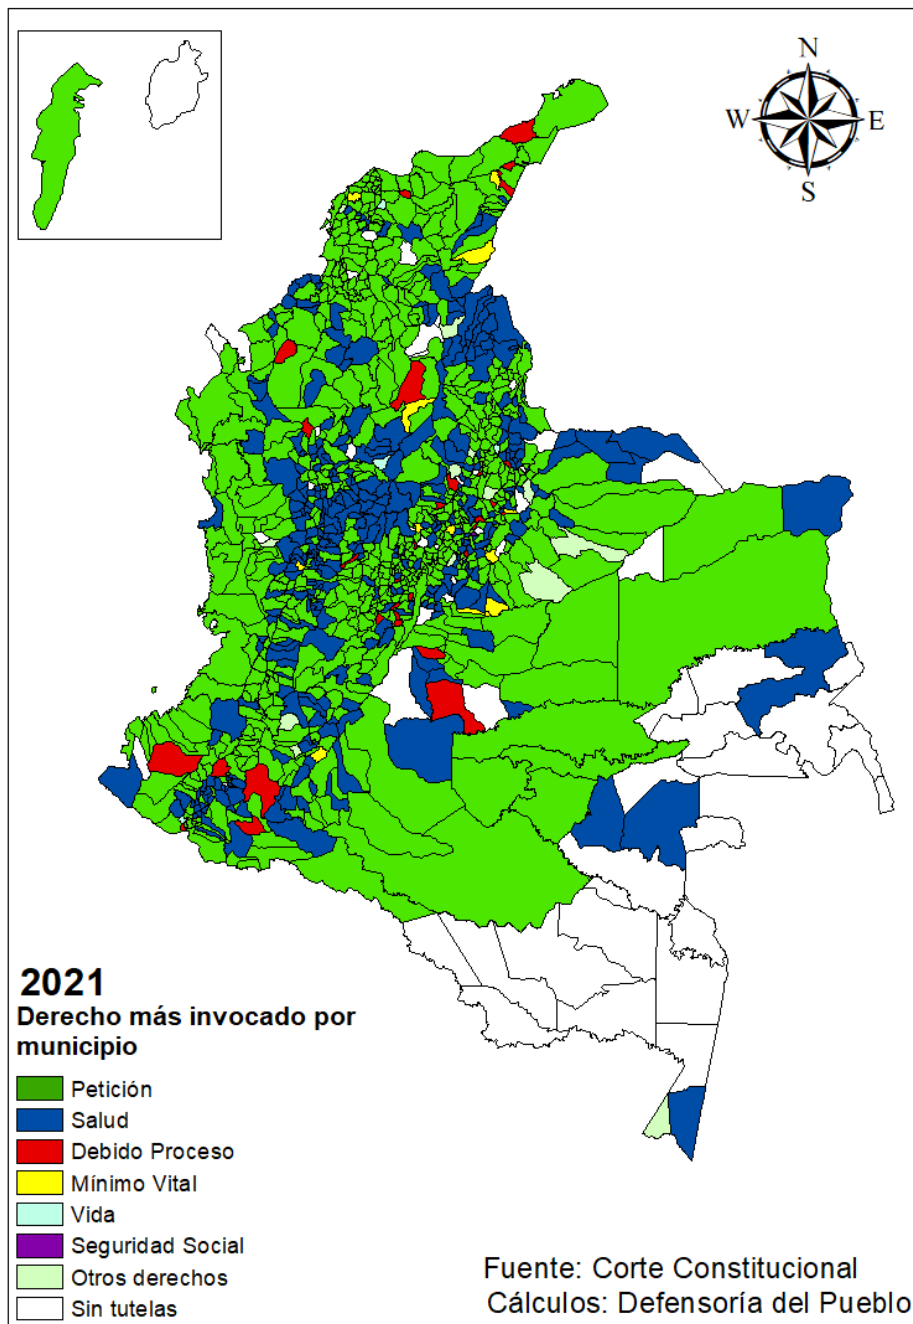 N
W E
S
2021
Derecho más invocado por
municipio
Petición
Salud
Debido Proceso
Mínimo Vital
Vida
Seguridad Social
Otros derechos
Sin tutelas
Fuente: Corte Constitucional
Cálculos: Defensoría del Pueblo